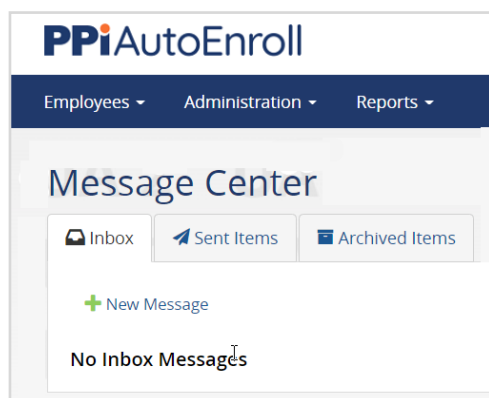 PPiAutoEnroll
Employees Administration Reports
Message Center
Inbox Sent Items Archived Items
New Message
No Inbox Messages